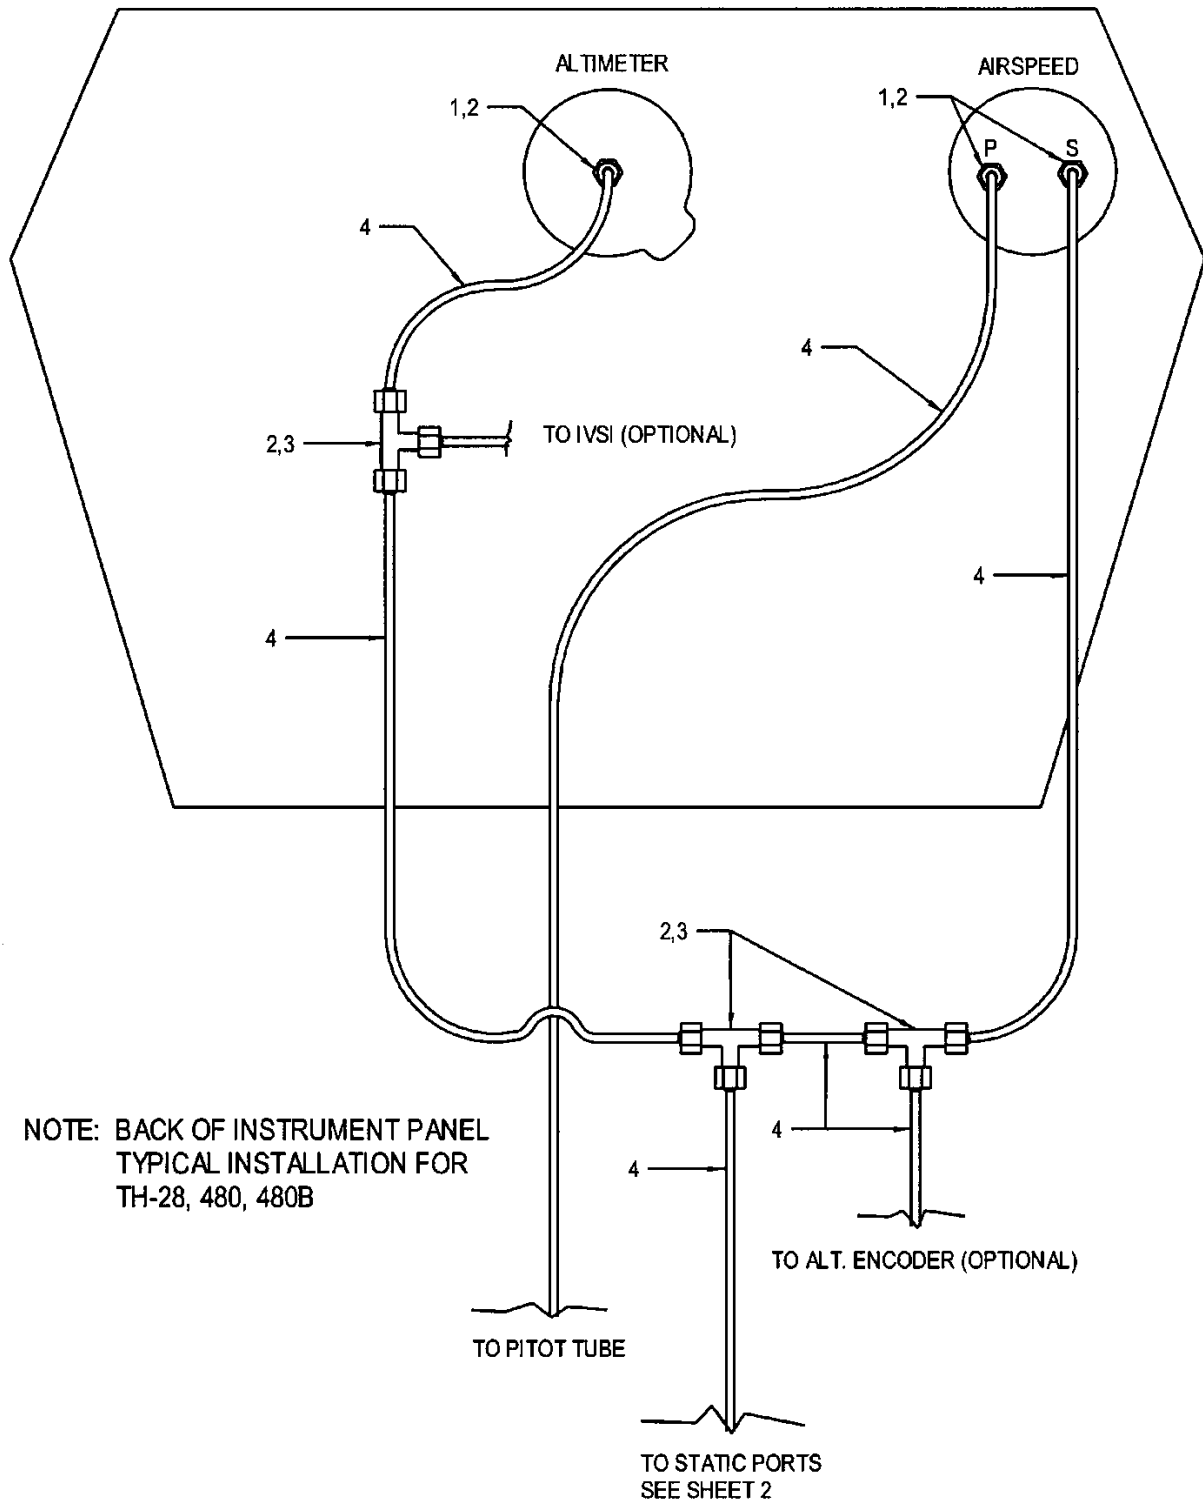 ALTIMETER
AIRSPEED
1,2
1,2
P
S
4
4
2,3
TO IVSI (OPTIONAL)
4
4
2,3
NOTE: BACK OF INSTRUMENT PANEL
TYPICAL INSTALLATION FOR
TH-28, 480, 480B
4
4
TO ALT. ENCODER (OPTIONAL)
TO PITOT TUBE
TO STATIC PORTS
SEE SHEET 2